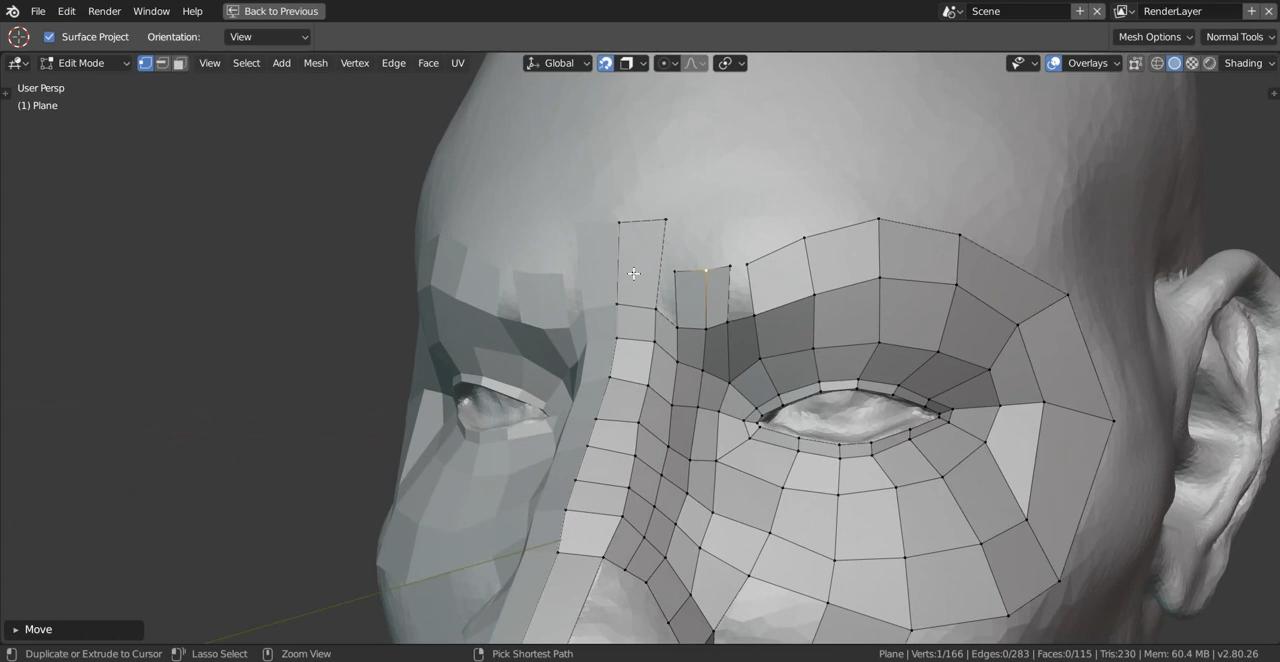 File Edit Render Window Help Back to Previous Scene RenderLayer
Surface Project Orientation: View Mesh Options Normal Tools
Edit Mode View Select Add Mesh Vertex Edge Face UV Global Overlays Shading
User Persp
(1) Plane
Move
Duplicate or Extrude to Cursor Lasso Select Zoom View Pick Shortest Path Plane | Verts:1/166 | Edges:0/283 | Faces:0/115 | Tris:230 | Mem: 60.4 MB | v2.80.26